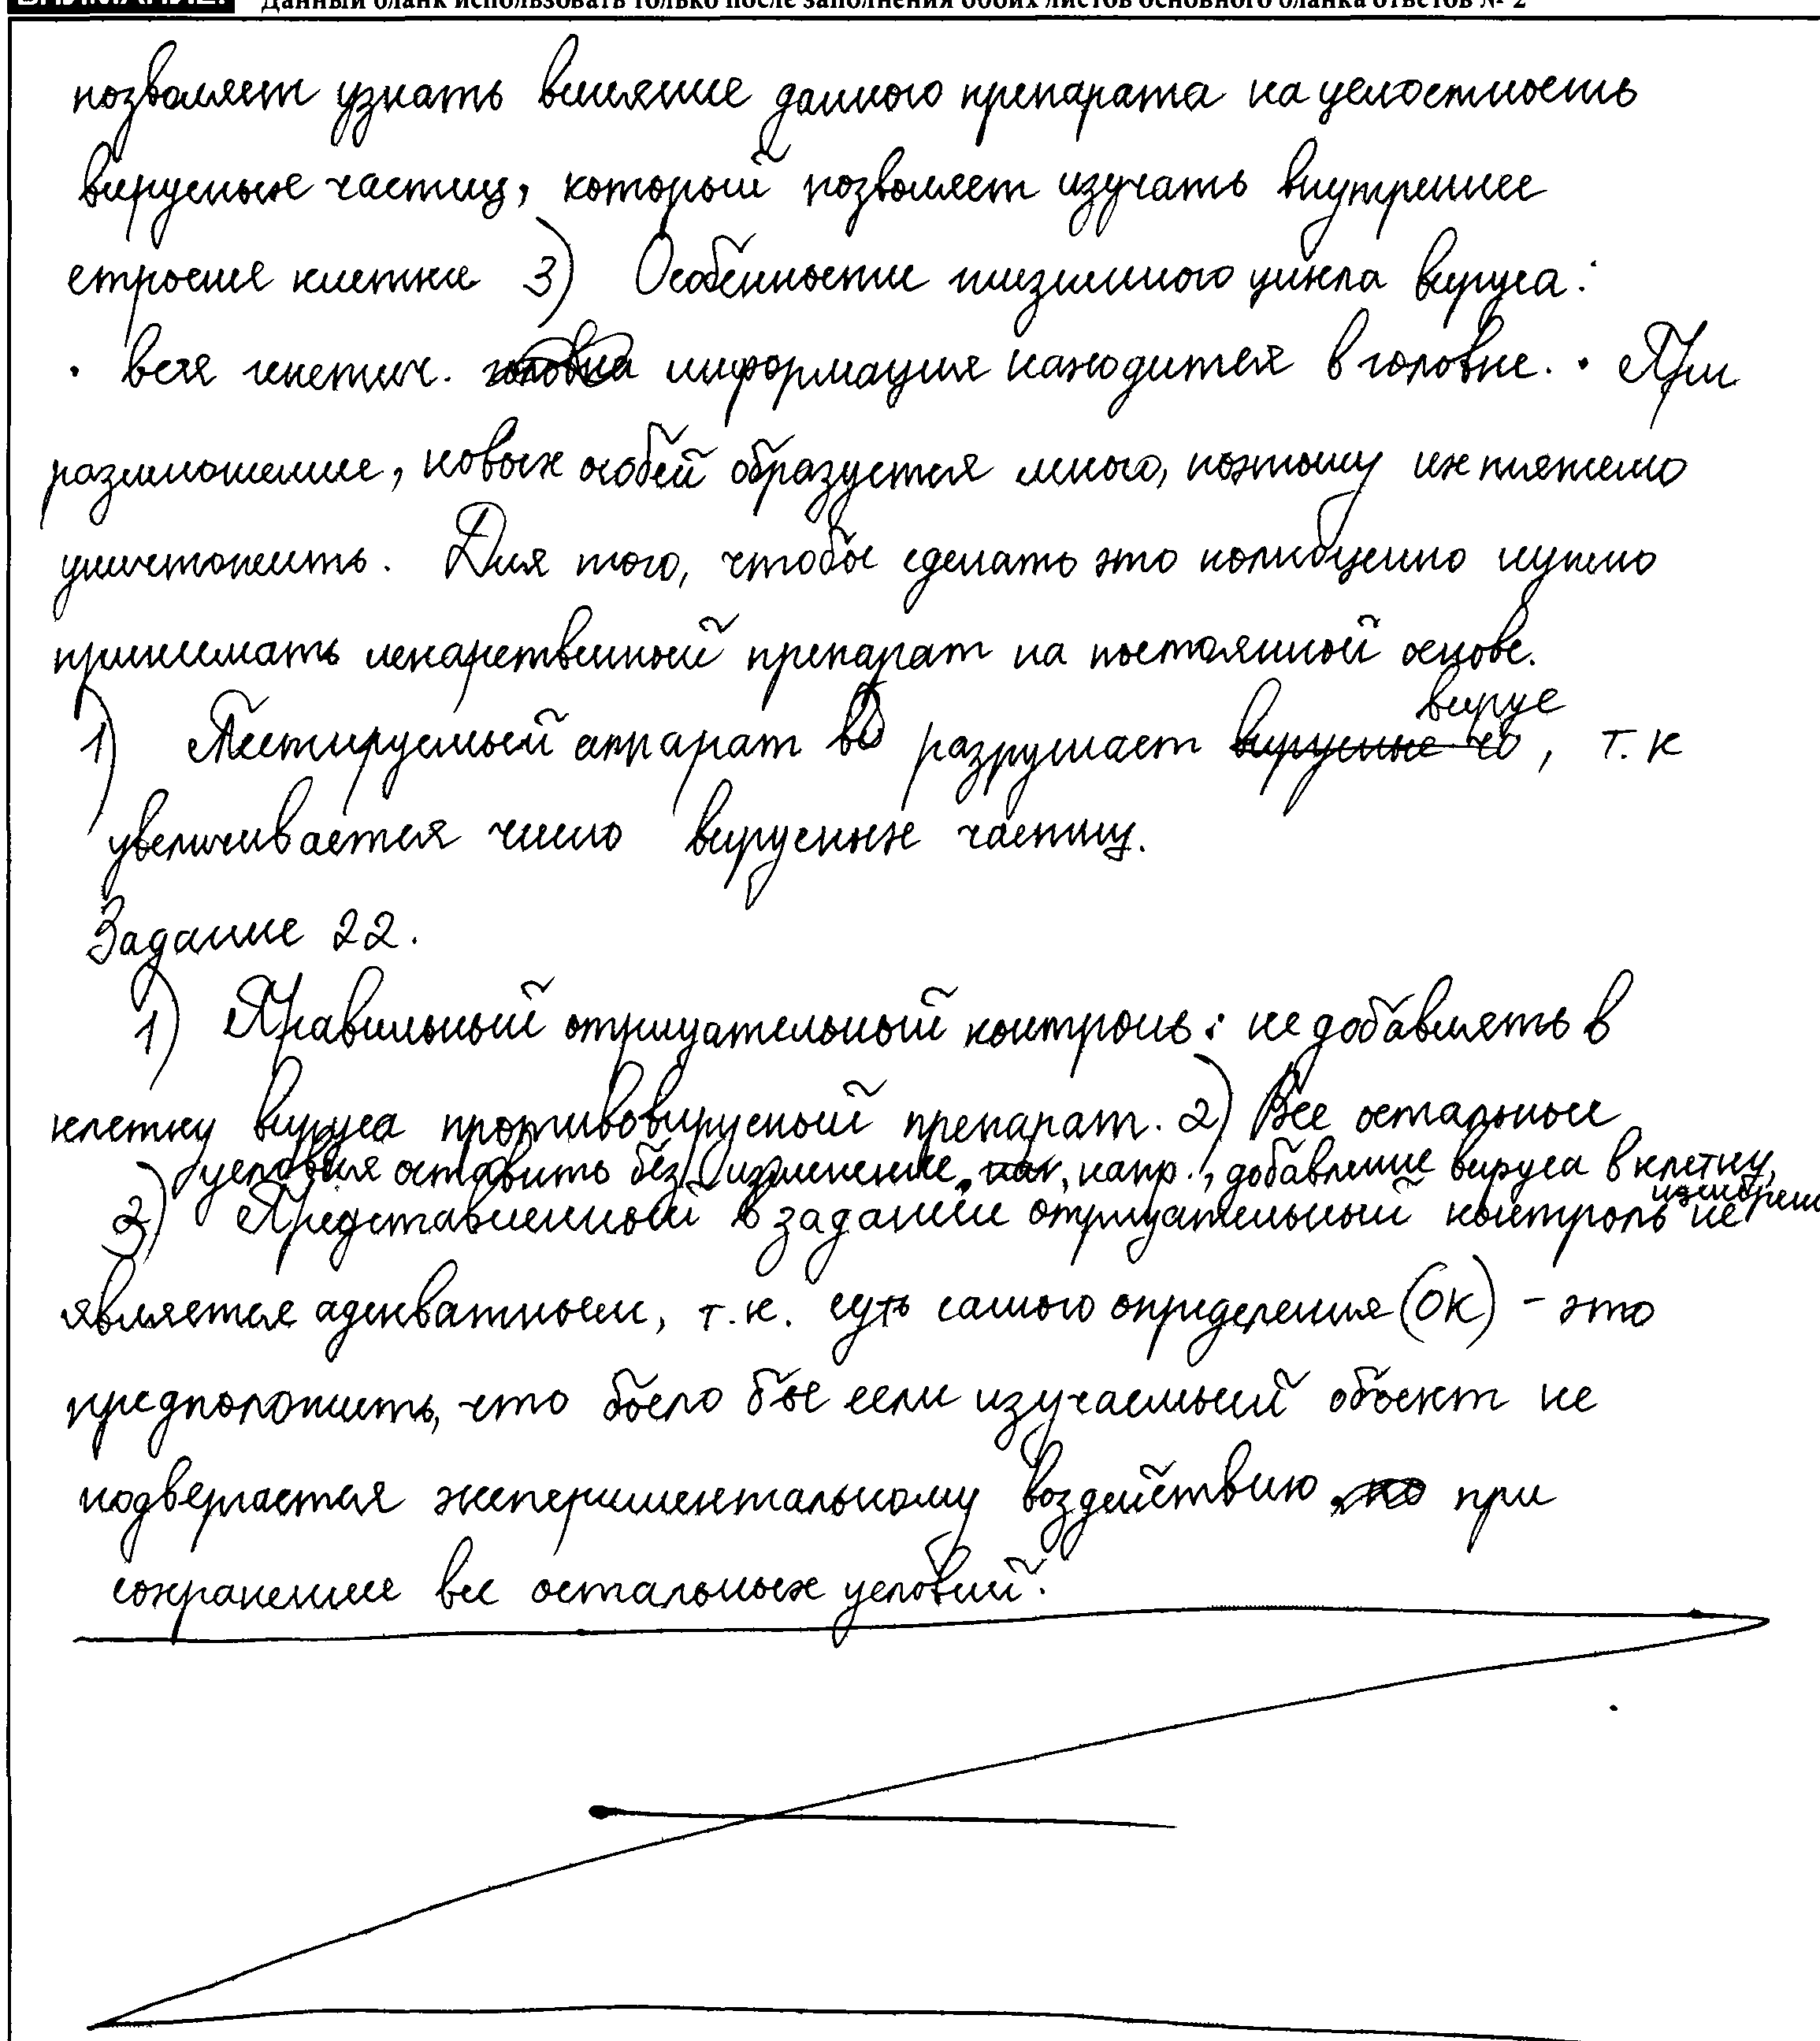 Данный бланк использовать только после заполнения обоих листов основного бланка ответов № 2
позволяет узнать влияние данного препарата на целостность
вирусных частиц, который позволяет изучать внутреннее
строения клетки 3) Особенности жизненного цикла вируса:
• вся генетич. информация находится в головке. • При
размножение, новых особей образуется много, поэтому их тяжело
уничтожить. Для того, чтобы сделать это полноценно нужно
принимать лекарственный препарат на постоянной основе.
1) Тестируемый аппарат разрушает вирус, т.к
увеличивается число вирусных частиц.
Задание 22.
1) Правильный отрицательный контроль: не добавлять в
клетку вируса противовирусный препарат. 2) Все остальные
условия оставить без изменение, напр., добавление вируса в клетку,
2) Представленный в задании отрицательный контроль не
является адекватным, т.к. суть самого определения (ОК) – это
предположить, что было бы если изучаемый объект не
подвергается экспериментальному воздействию при
сохранение все остальных условий.